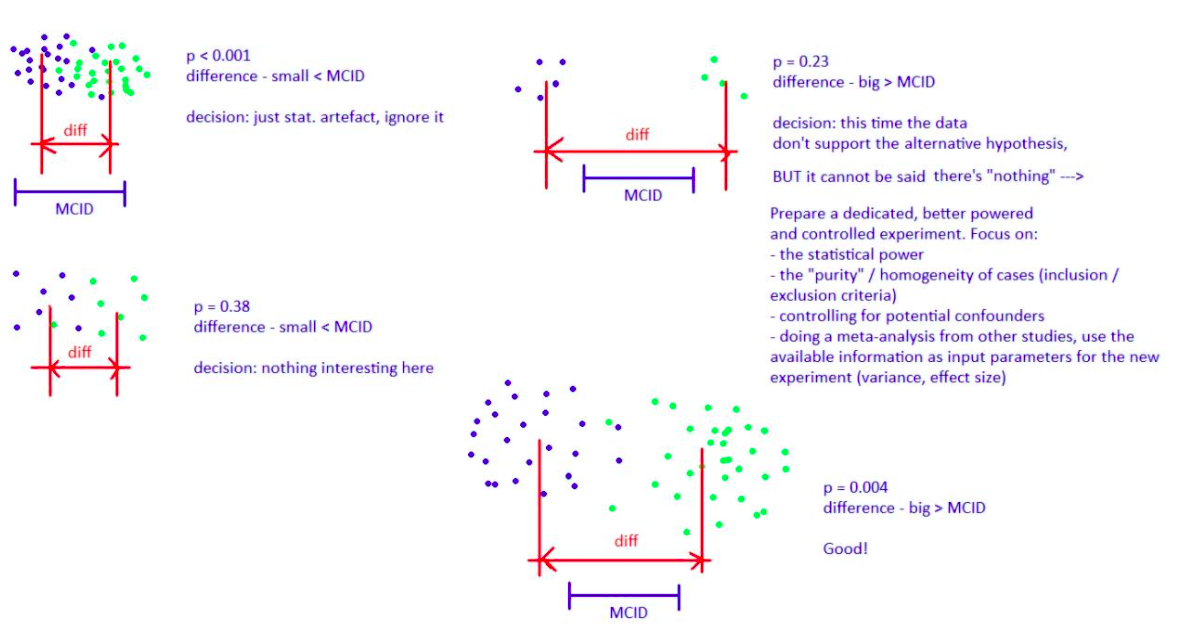 p < 0.001
difference - small < MCID
decision: just stat. artefact, ignore it
diff
MCID
p = 0.23
difference - big > MCID
decision: this time the data
don't support the alternative hypothesis,
BUT it cannot be said there's "nothing" --->
Prepare a dedicated, better powered
and controlled experiment. Focus on:
- the statistical power
- the "purity" / homogeneity of cases (inclusion /
exclusion criteria)
- controlling for potential confounders
- doing a meta-analysis from other studies, use the
available information as input parameters for the new
experiment (variance, effect size)
diff
MCID
p = 0.38
difference - small < MCID
decision: nothing interesting here
diff
p = 0.004
difference - big > MCID
Good!
diff
MCID